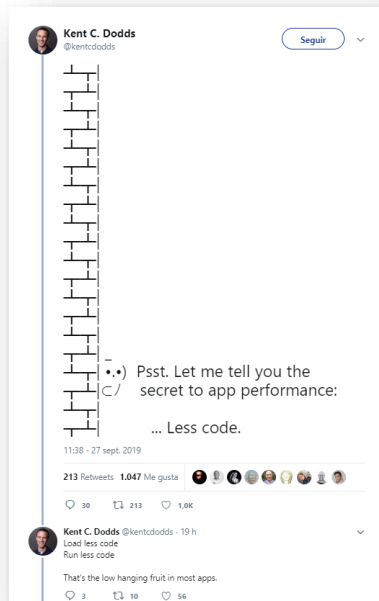 Kent C. Dodds
@kentcdodds
Seguir
┻┳|
┳┻|
┻┳|
┳┻|
┻┳|
┳┻|
┻┳|
┳┻|
┻┳|
┳┻|
┻┳|
┳┻|
┻┳|
┳┻|
┻┳|
┳┻| _
┻┳| •.•) Psst. Let me tell you the
┳┻|⊂ﾉ secret to app performance:
┻┳|
┳┻| ... Less code.
11:38 - 27 sept. 2019
213 Retweets 1.047 Me gusta
30 213 1,0K
Kent C. Dodds @kentcdodds · 19 h
Load less code
Run less code
That's the low hanging fruit in most apps.
3 10 56